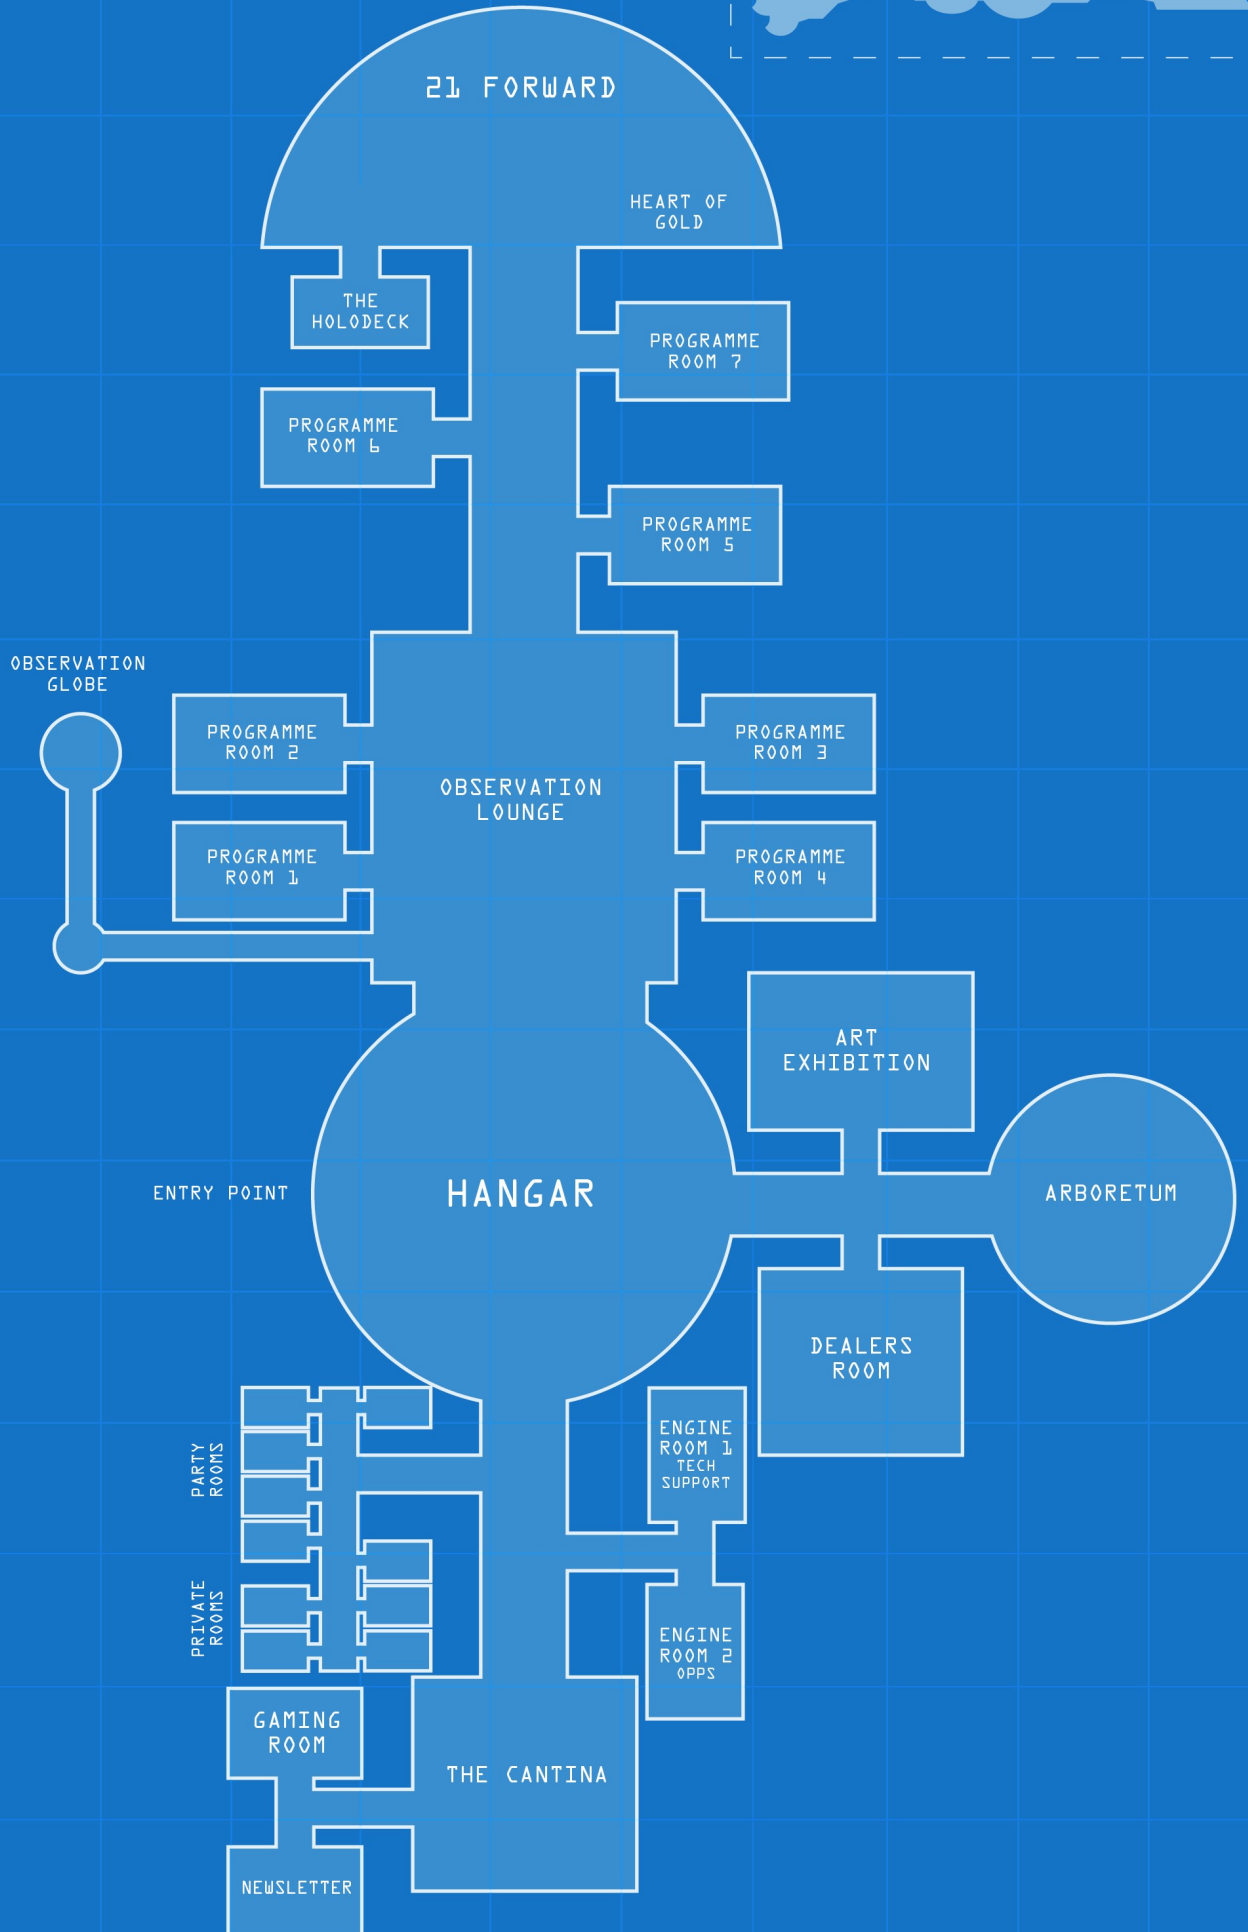 21 FORWARD
HEART OF
GOLD
THE
HOLODECK
PROGRAMME
ROOM 7
PROGRAMME
ROOM 6
PROGRAMME
ROOM 5
OBSERVATION
GLOBE
PROGRAMME
ROOM 2
PROGRAMME
ROOM 3
OBSERVATION
LOUNGE
PROGRAMME
ROOM 1
PROGRAMME
ROOM 4
ART
EXHIBITION
ENTRY POINT
HANGAR
ARBORETUM
DEALERS
ROOM
PARTY
ROOMS
ENGINE
ROOM 1
TECH
SUPPORT
PRIVATE
ROOMS
ENGINE
ROOM 2
OPPS
GAMING
ROOM
THE CANTINA
NEWSLETTER